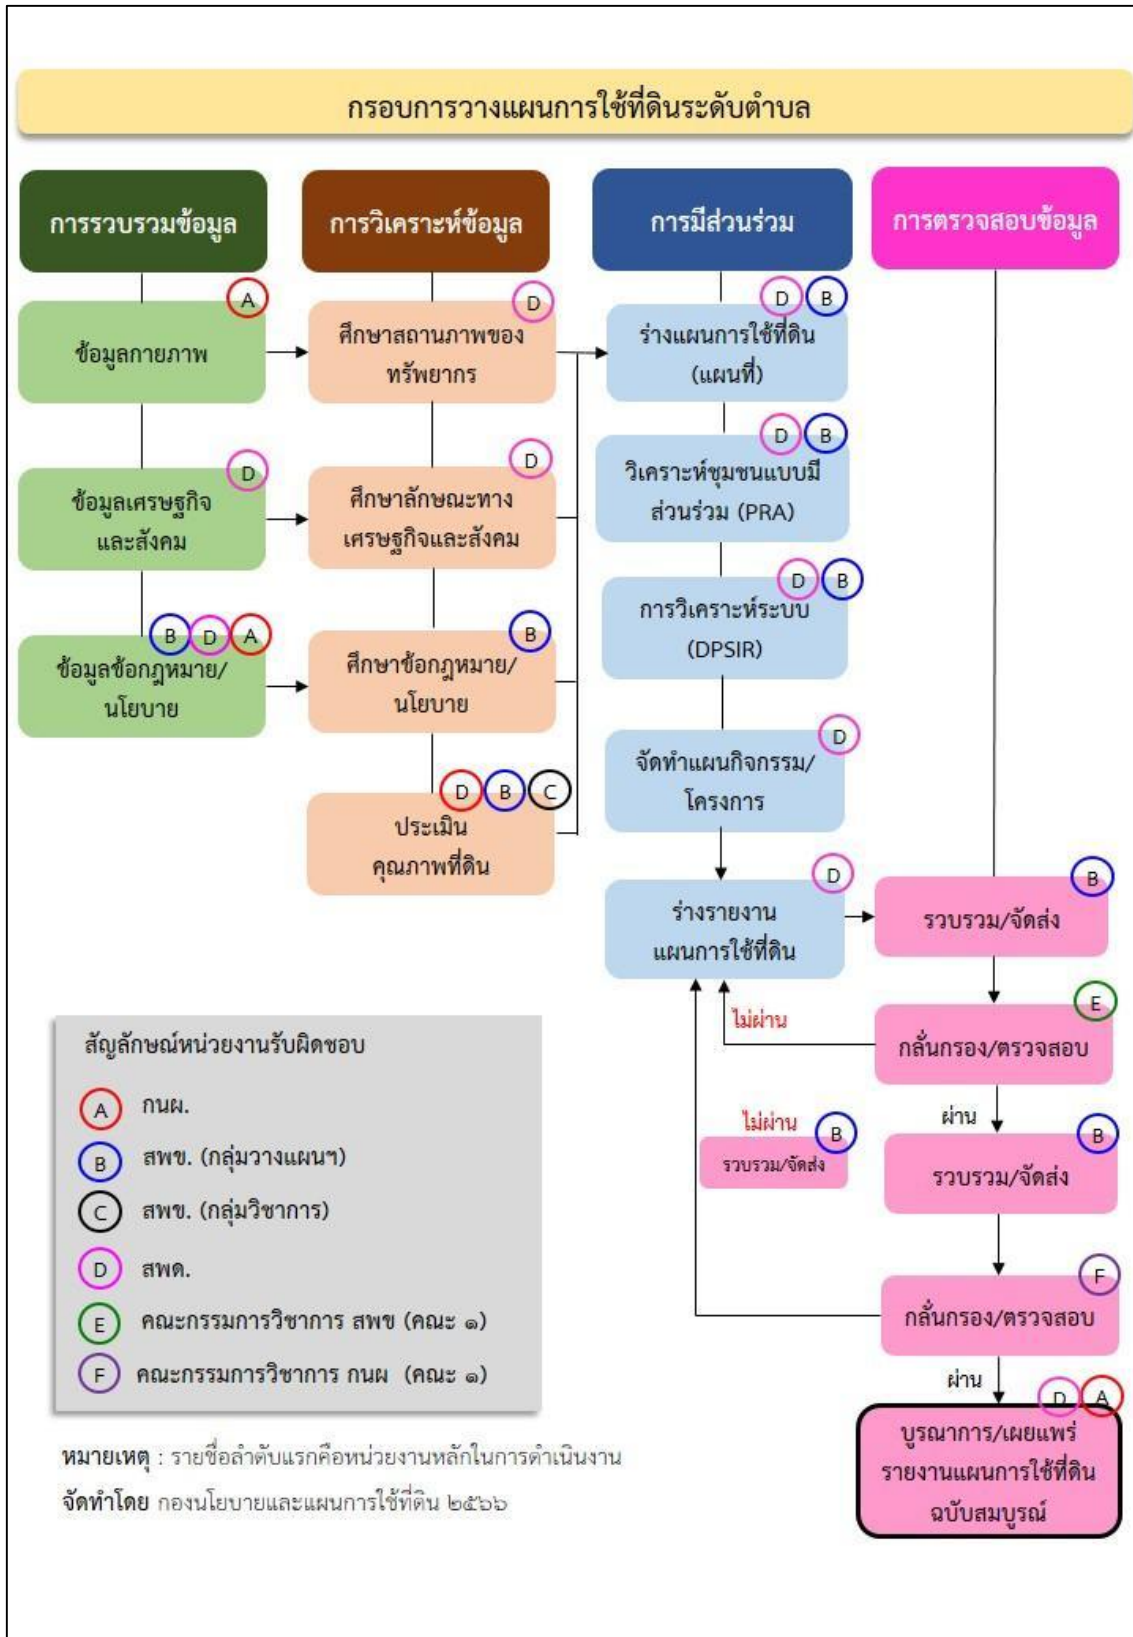 กรอบการวางแผนการใช้ที่ดินระดับตำบล
การรวบรวมข้อมูล
A
ข้อมูลกายภาพ
D
ข้อมูลเศรษฐกิจ
และสังคม
B D A
ข้อมูลข้อกฎหมาย/
นโยบาย
การวิเคราะห์ข้อมูล
D
ศึกษาสถานภาพของ
ทรัพยากร
D
ศึกษาลักษณะทาง
เศรษฐกิจและสังคม
B
ศึกษาข้อกฎหมาย/
นโยบาย
D B C
ประเมิน
คุณภาพที่ดิน
การมีส่วนร่วม
D B
ร่างแผนการใช้ที่ดิน
(แผนที่)
D B
วิเคราะห์ชุมชนแบบมี
ส่วนร่วม (PRA)
D B
การวิเคราะห์ระบบ
(DPSIR)
D
จัดทำแผนกิจกรรม/
โครงการ
D
ร่างรายงาน
แผนการใช้ที่ดิน
การตรวจสอบข้อมูล
B
รวบรวม/จัดส่ง
ไม่ผ่าน
E
กลั่นกรอง/ตรวจสอบ
ผ่าน
ไม่ผ่าน
B
รวบรวม/จัดส่ง
B
รวบรวม/จัดส่ง
F
กลั่นกรอง/ตรวจสอบ
ผ่าน
D A
บูรณาการ/เผยแพร่
รายงานแผนการใช้ที่ดิน
ฉบับสมบูรณ์
สัญลักษณ์หน่วยงานรับผิดชอบ
A กนผ.
B สพข. (กลุ่มวางแผนฯ)
C สพข. (กลุ่มวิชาการ)
D สพด.
E คณะกรรมการวิชาการ สพข (คณะ ๑)
F คณะกรรมการวิชาการ กนผ (คณะ ๑)
หมายเหตุ : รายชื่อลำดับแรกคือหน่วยงานหลักในการดำเนินงาน
จัดทำโดย กองนโยบายและแผนการใช้ที่ดิน ๒๕๖๖